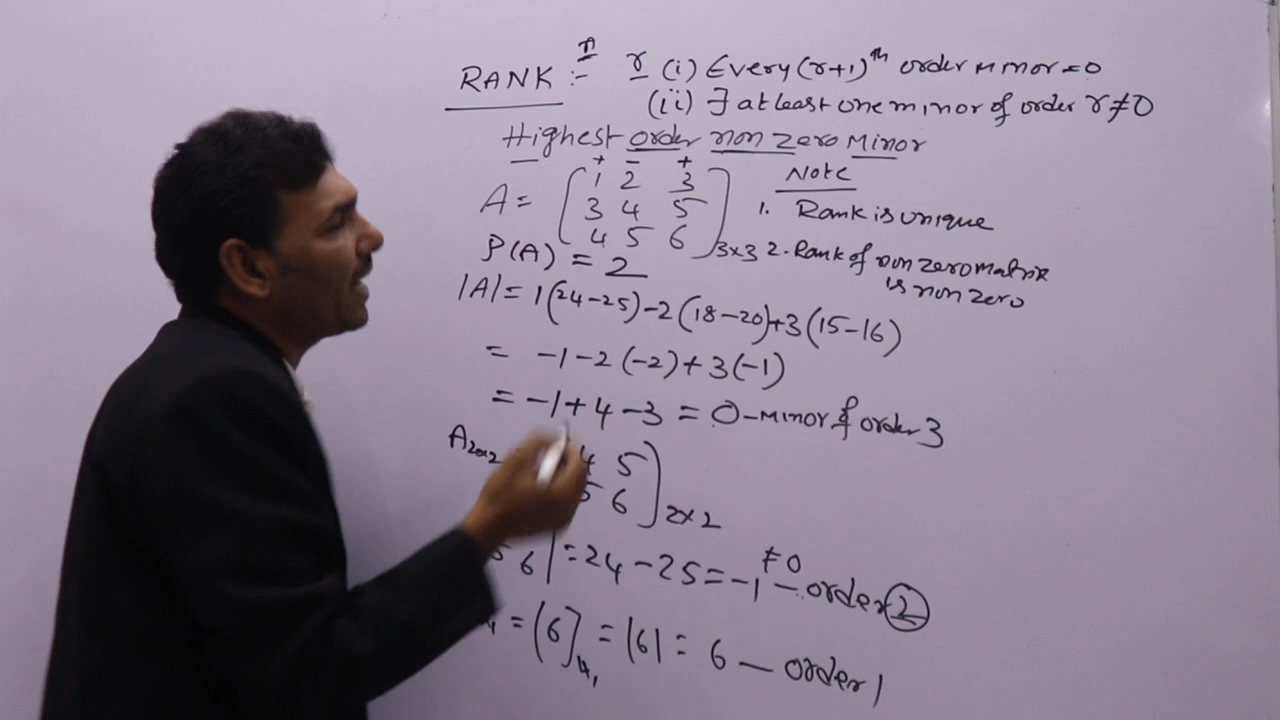 RANK :- r (i) Every (r+1)th order minor = 0
(ii) ∃ at least one minor of order r ≠ 0
Highest order non zero minor
+ - +
A = [1 2 3
3 4 5
4 5 6] 3x3
Note
1. Rank is unique
2. Rank of non zero matrix
is non zero
ρ(A) = 2
|A| = 1(24-25)-2(18-20)+3(15-16)
= -1-2(-2)+3(-1)
= -1+4-3 = 0 - minor of order 3
A2x2
4 5
5 6] 2x2
5 6| = 24-25 = -1 ≠0 - order 2
= [6] = |6| = 6 - order 1